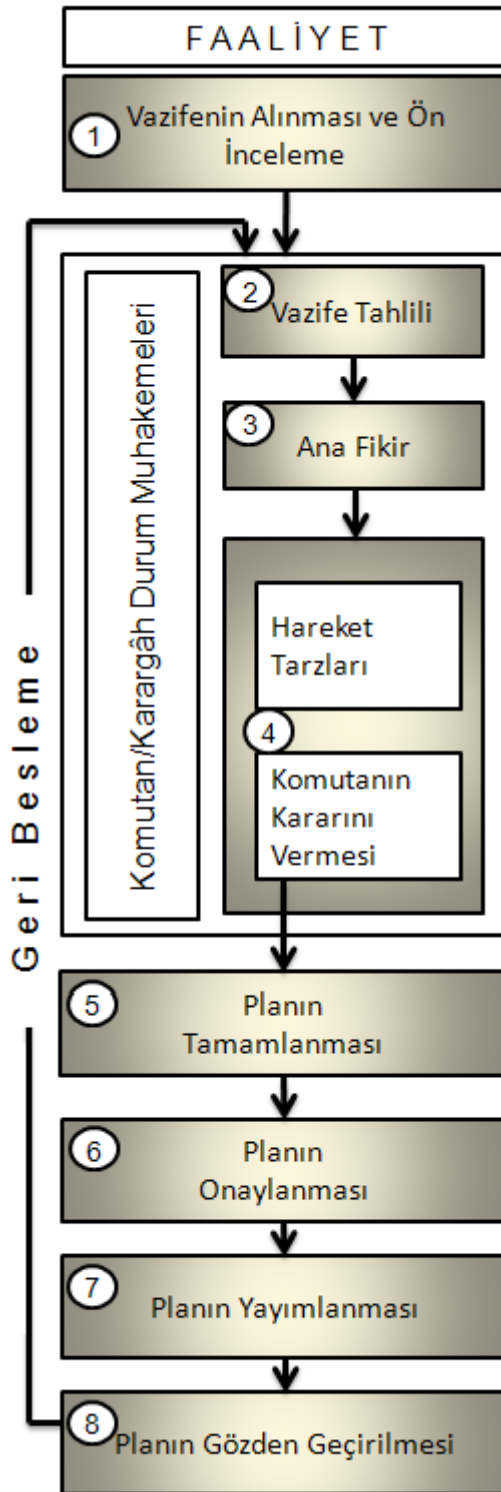 FAALİYET
1
Vazifenin Alınması ve Ön
İnceleme
Geri Besleme
Komutan/Karargâh Durum Muhakemeleri
2
Vazife Tahlili
3
Ana Fikir
Hareket
Tarzları
4
Komutanın
Kararını
Vermesi
5
Planın
Tamamlanması
6
Planın
Onaylanması
7
Planın Yayımlanması
8
Planın Gözden Geçirilmesi